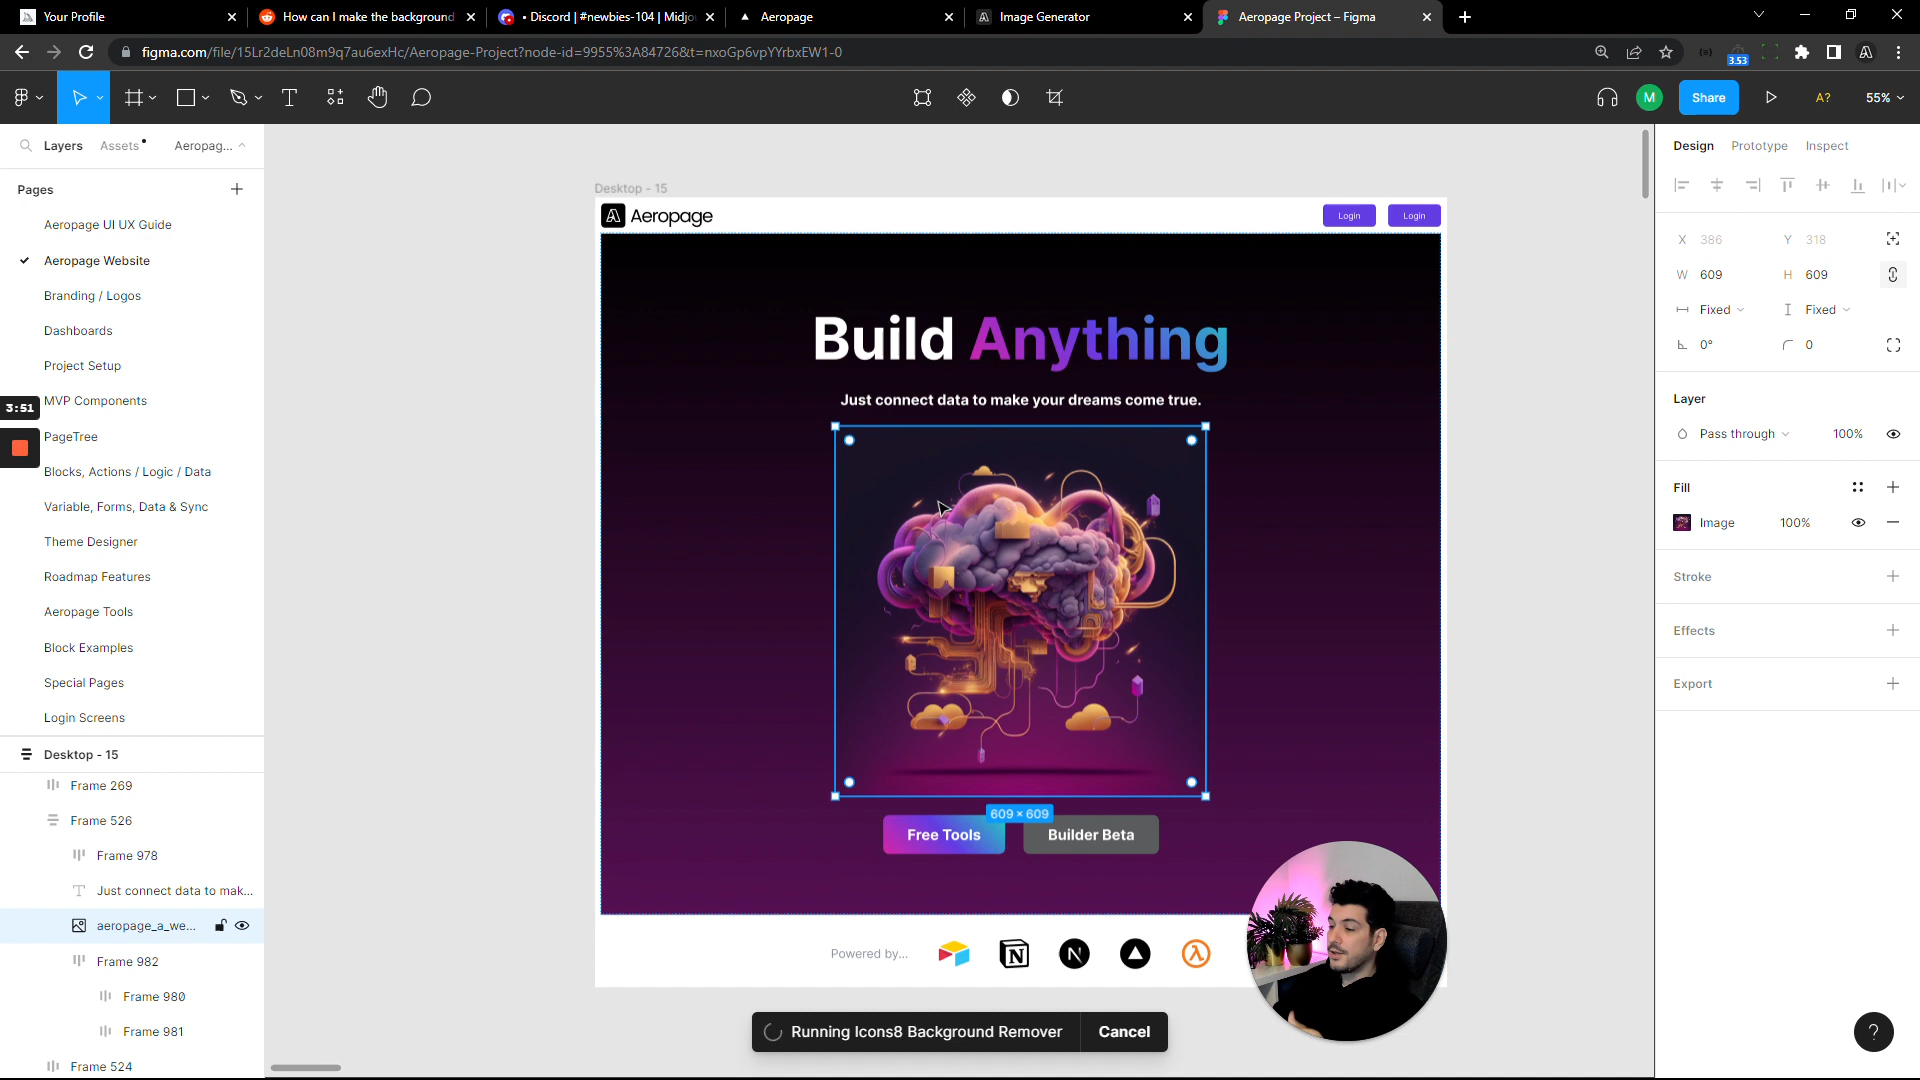 Your Profile
How can I make the background
• Discord | #newbies-104 | Midjo
Aeropage
Image Generator
Aeropage Project – Figma
figma.com/file/15Lr2deLn08m9q7au6exHc/Aeropage-Project?node-id=9955%3A84726&t=nxoGp6vpYYrbxEW1-0
3.53
M
Share
A?
55%
Layers
Assets
Aeropag...
Design
Prototype
Inspect
Pages
Aeropage UI UX Guide
Aeropage Website
Branding / Logos
Dashboards
Project Setup
3:51
MVP Components
PageTree
Blocks, Actions / Logic / Data
Variable, Forms, Data & Sync
Theme Designer
Roadmap Features
Aeropage Tools
Block Examples
Special Pages
Login Screens
Desktop - 15
Frame 269
Frame 526
Frame 978
Just connect data to mak...
aeropage_a_we...
Frame 982
Frame 980
Frame 981
Frame 524
Desktop - 15
Aeropage
Login
Login
Build Anything
Just connect data to make your dreams come true.
609 × 609
Free Tools
Builder Beta
Powered by...
Running Icons8 Background Remover
Cancel
X 386
Y 318
W 609
H 609
Fixed
Fixed
0°
0
Layer
Pass through
100%
Fill
Image
100%
Stroke
Effects
Export
?